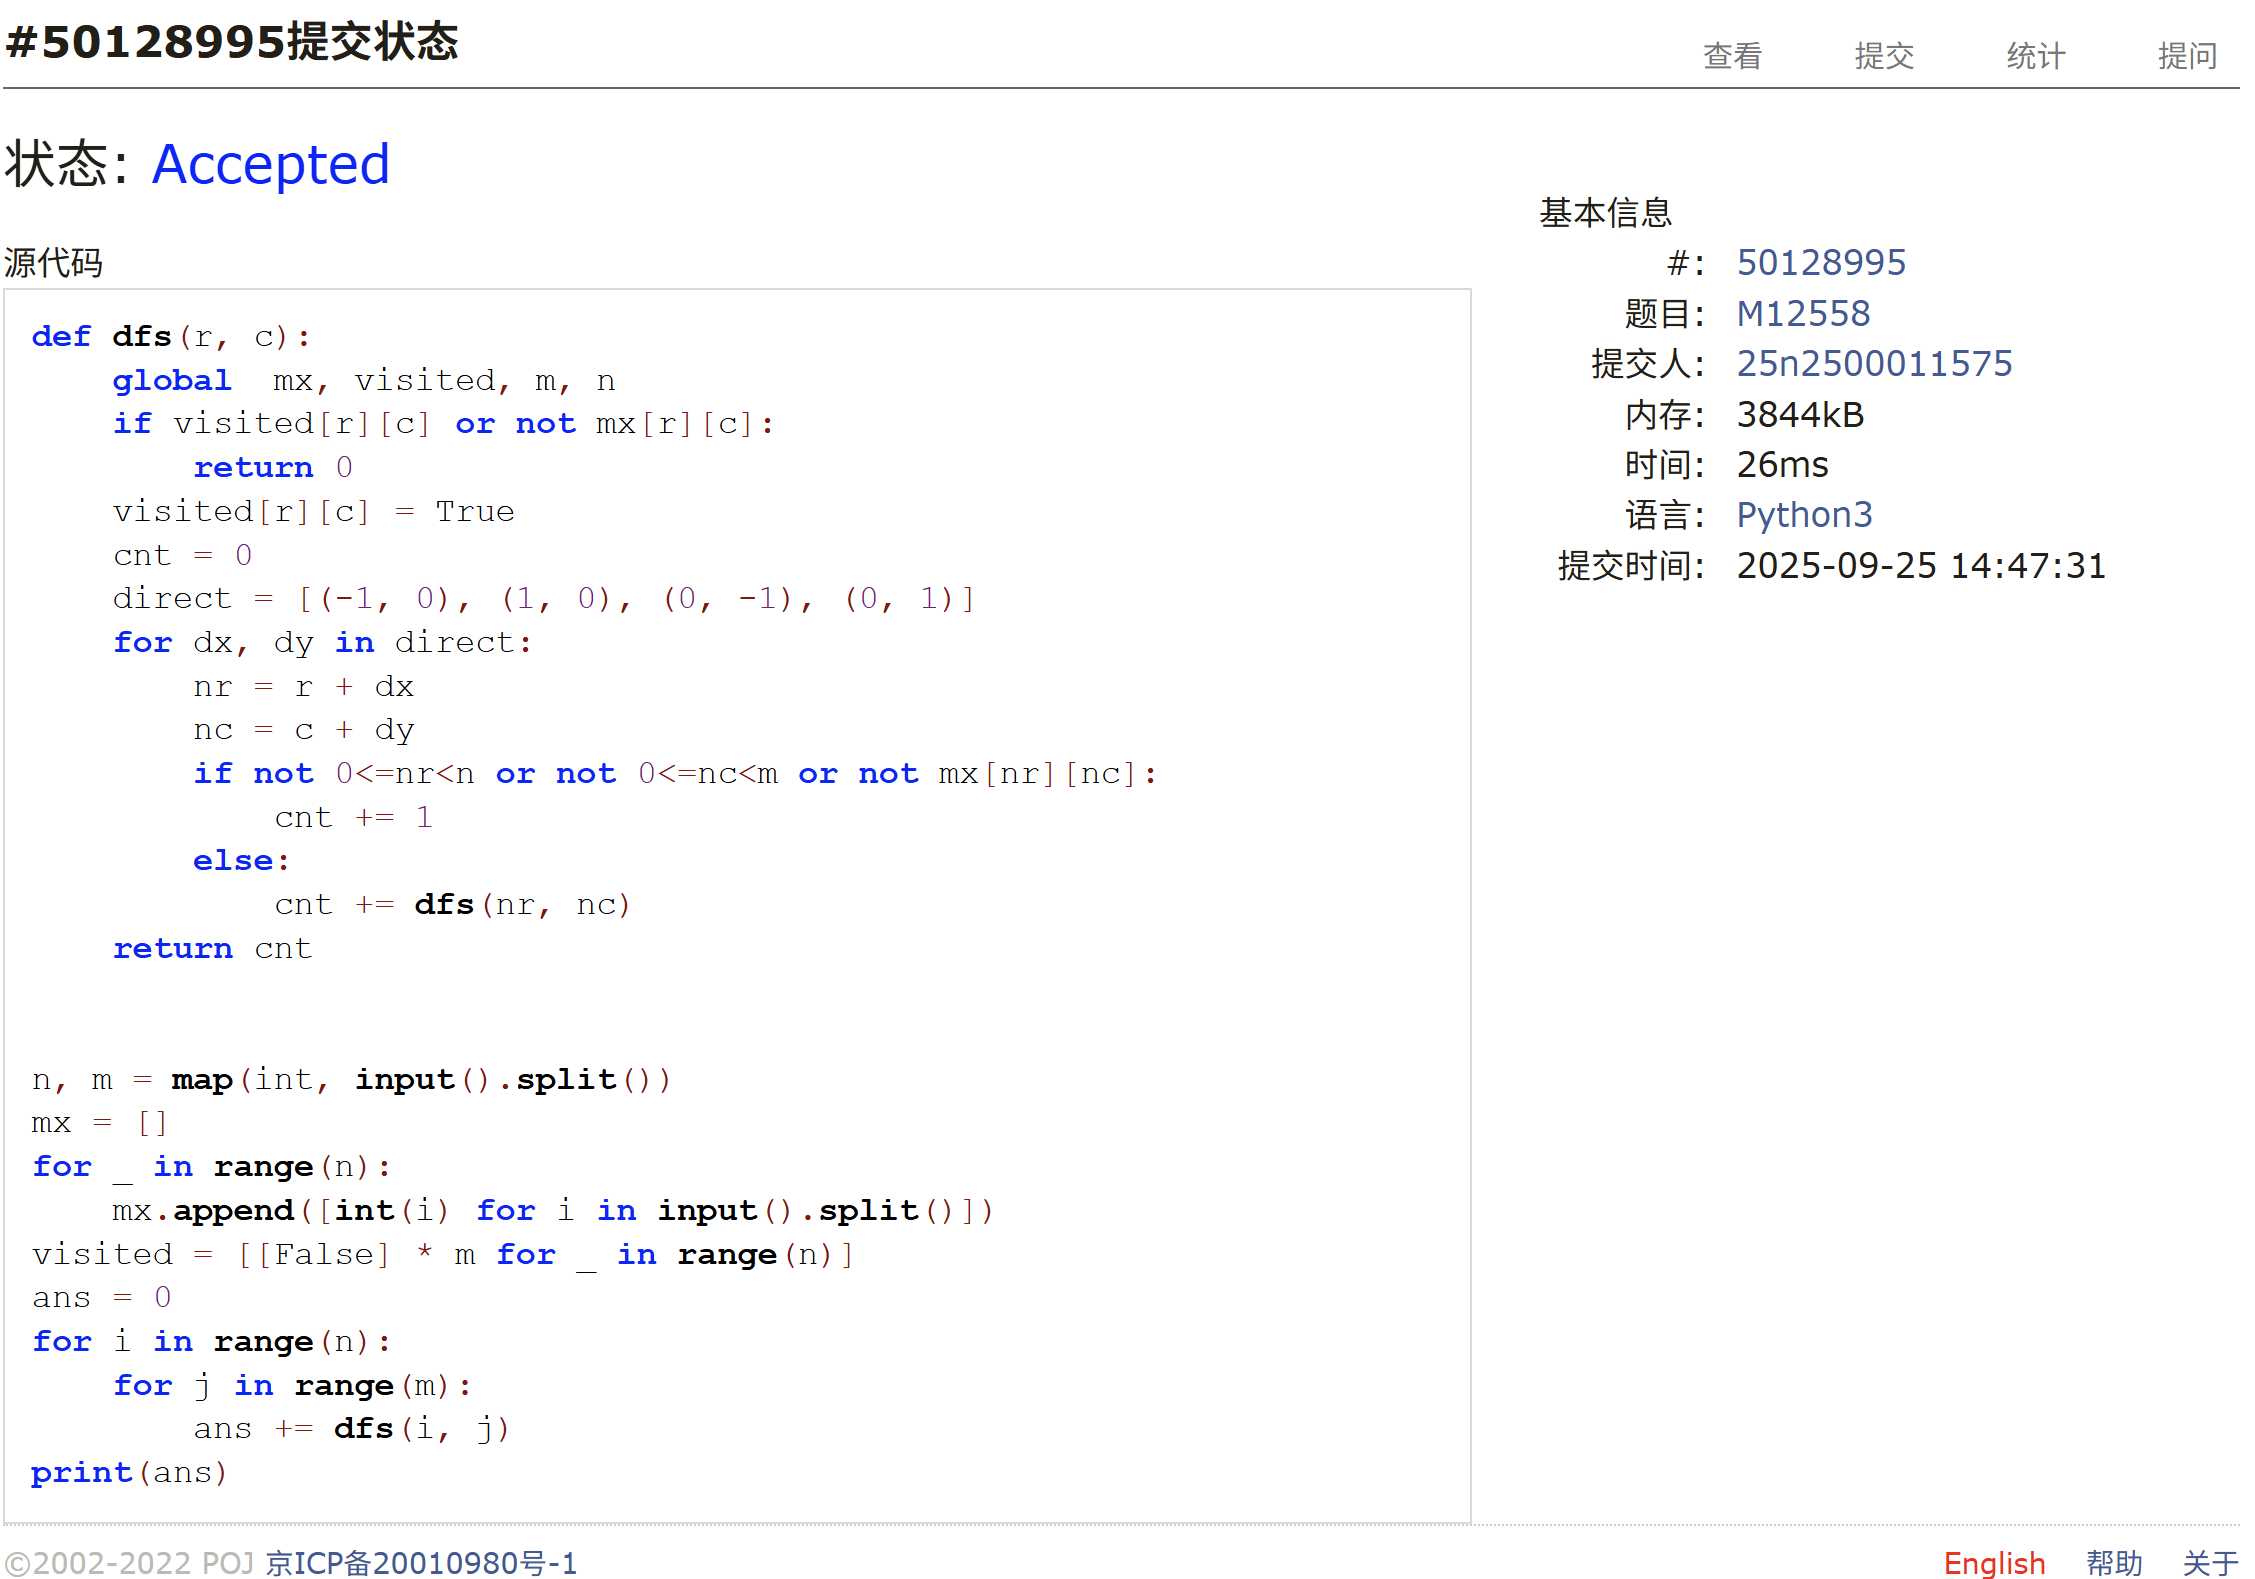 #50128995提交状态
查看 提交 统计 提问
状态: Accepted
源代码
def dfs(r, c):
    global  mx, visited, m, n
    if visited[r][c] or not mx[r][c]:
        return 0
    visited[r][c] = True
    cnt = 0
    direct = [(-1, 0), (1, 0), (0, -1), (0, 1)]
    for dx, dy in direct:
        nr = r + dx
        nc = c + dy
        if not 0<=nr<n or not 0<=nc<m or not mx[nr][nc]:
            cnt += 1
        else:
            cnt += dfs(nr, nc)
    return cnt
n, m = map(int, input().split())
mx = []
for _ in range(n):
    mx.append([int(i) for i in input().split()])
visited = [[False] * m for _ in range(n)]
ans = 0
for i in range(n):
    for j in range(m):
        ans += dfs(i, j)
print(ans)
基本信息
#: 50128995
题目: M12558
提交人: 25n2500011575
内存: 3844kB
时间: 26ms
语言: Python3
提交时间: 2025-09-25 14:47:31
©2002-2022 POJ 京ICP备20010980号-1
English 帮助 关于